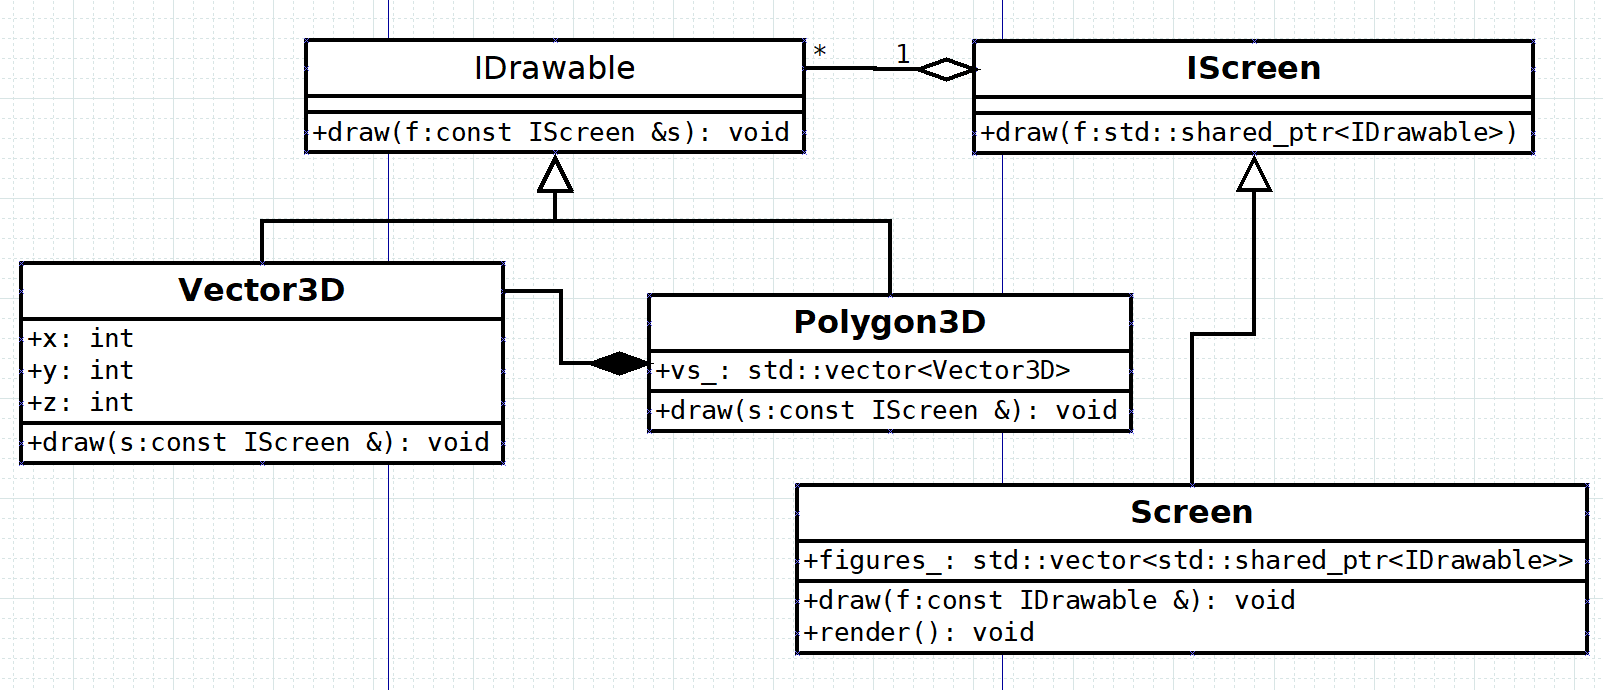 IDrawable
+draw(f:const IScreen &s): void
*
1
IScreen
+draw(f:std::shared_ptr<IDrawable>)
Vector3D
+x: int
+y: int
+z: int
+draw(s:const IScreen &): void
Polygon3D
+vs_: std::vector<Vector3D>
+draw(s:const IScreen &): void
Screen
+figures_: std::vector<std::shared_ptr<IDrawable>>
+draw(f:const IDrawable &): void
+render(): void